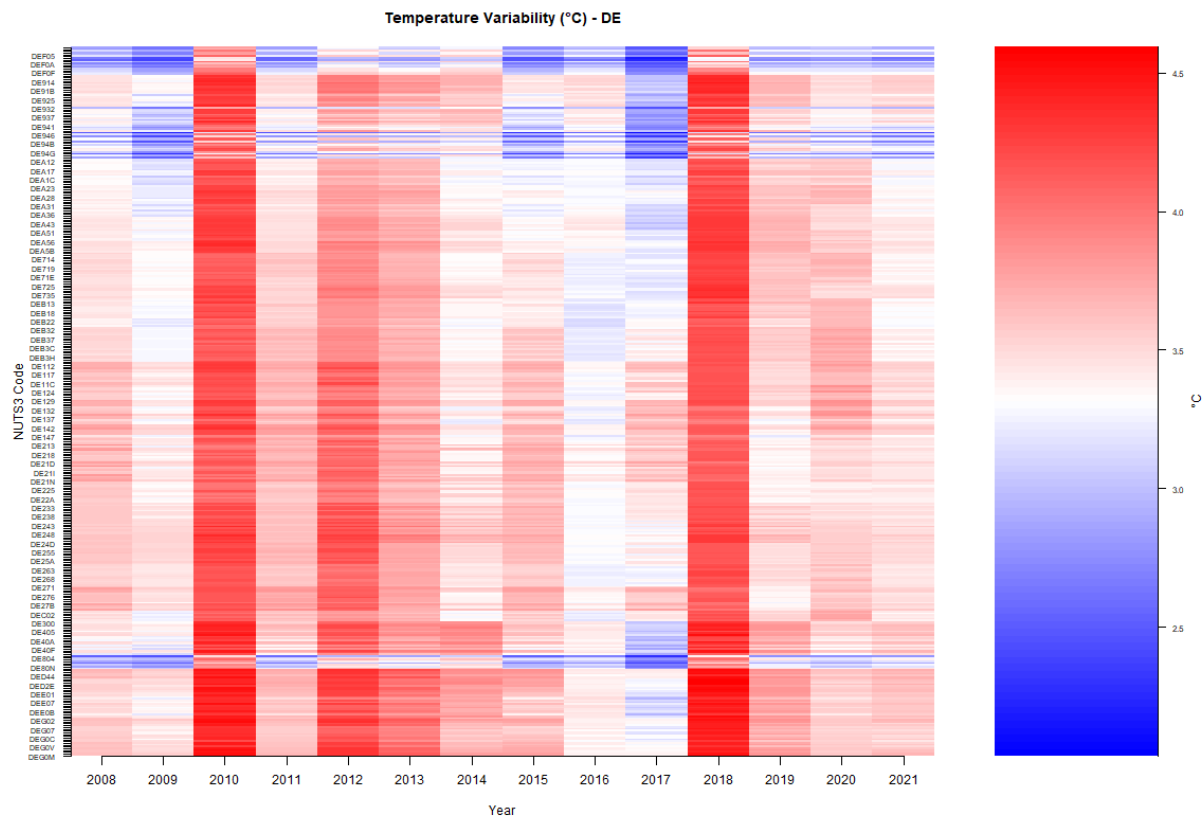 Temperature Variability (°C) - DE
NUTS3 Code
DEF05
DEF0A
DEF0F
DE914
DE91B
DE925
DE932
DE937
DE941
DE946
DE94B
DE94G
DEA12
DEA17
DEA1C
DEA23
DEA28
DEA31
DEA36
DEA43
DEA51
DEA56
DEA5B
DE714
DE719
DE71E
DE725
DE735
DEB13
DEB18
DEB22
DEB32
DEB37
DEB3C
DEB3H
DE112
DE117
DE11C
DE124
DE129
DE132
DE137
DE142
DE147
DE213
DE218
DE21D
DE21I
DE21N
DE225
DE22A
DE233
DE238
DE243
DE248
DE24D
DE255
DE25A
DE263
DE268
DE271
DE276
DE27B
DEC02
DE300
DE405
DE40A
DE40F
DE804
DE80N
DED44
DED2E
DEE01
DEE07
DEE0B
DEG02
DEG07
DEG0C
DEG0V
DEG0M
2008 2009 2010 2011 2012 2013 2014 2015 2016 2017 2018 2019 2020 2021
Year
4.5
4.0
3.5
3.0
2.5
°C